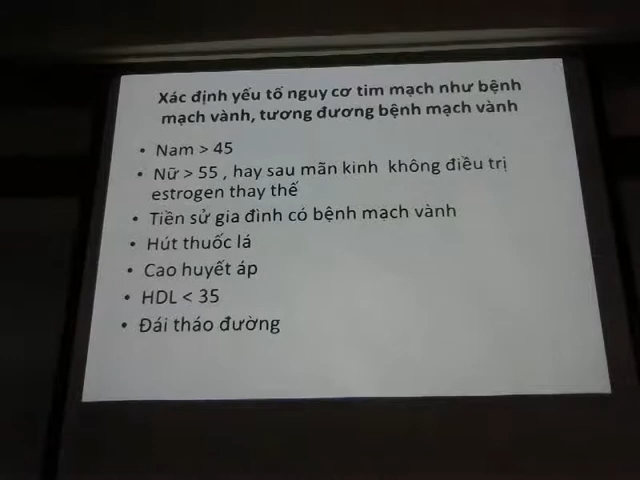 Xác định yếu tố nguy cơ tim mạch như bệnh
mạch vành, tương đương bệnh mạch vành
• Nam > 45
• Nữ > 55 , hay sau mãn kinh không điều trị
estrogen thay thế
• Tiền sử gia đình có bệnh mạch vành
• Hút thuốc lá
• Cao huyết áp
• HDL < 35
• Đái tháo đường